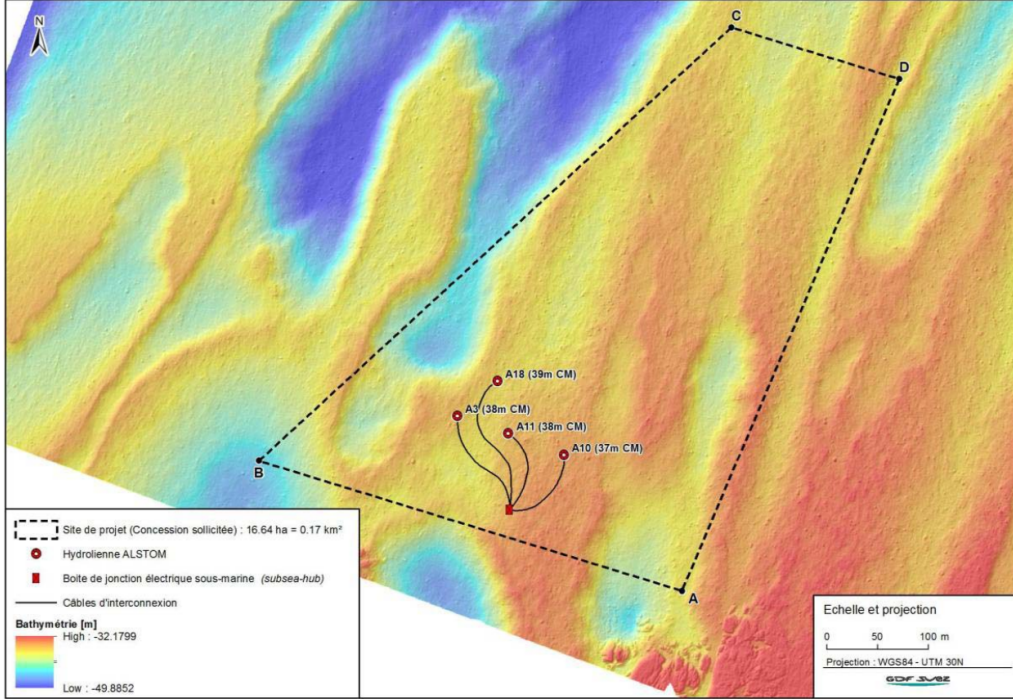 N
C
D
A18 (39m CM)
A3 (38m CM)
A11 (38m CM)
A10 (37m CM)
B
A
Site de projet (Concession sollicitée) : 16.64 ha = 0.17 km²
Hydrolienne ALSTOM
Boite de jonction électrique sous-marine (subsea-hub)
Câbles d'interconnexion
Bathymétrie [m]
High : -32.1799
Low : -49.8852
Echelle et projection
0 50 100 m
Projection : WGS84 - UTM 30N
GDF SUEZ